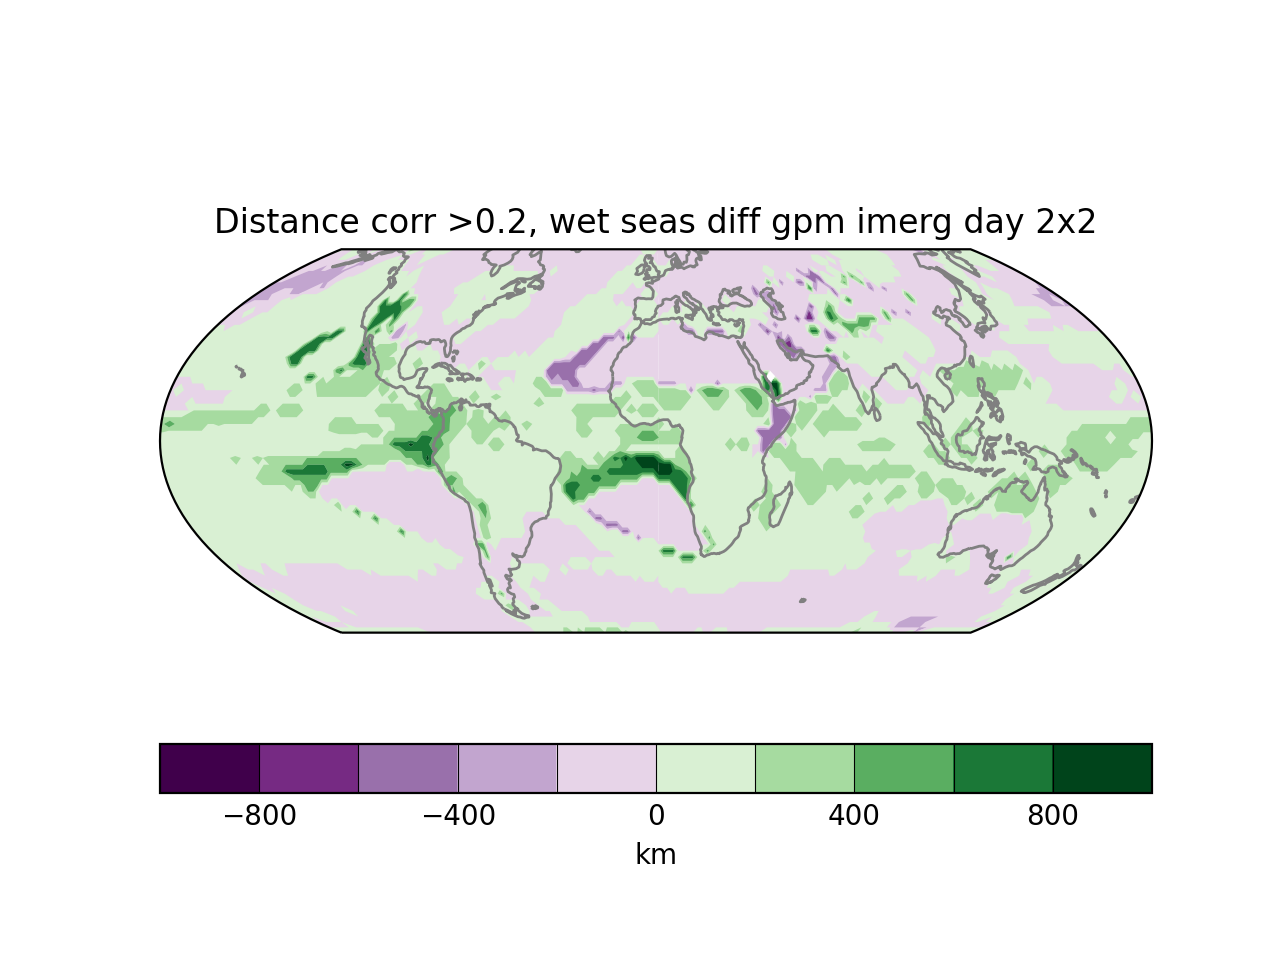 Distance corr >0.2, wet seas diff gpm imerg day 2x2
−800 −400 0 400 800
km